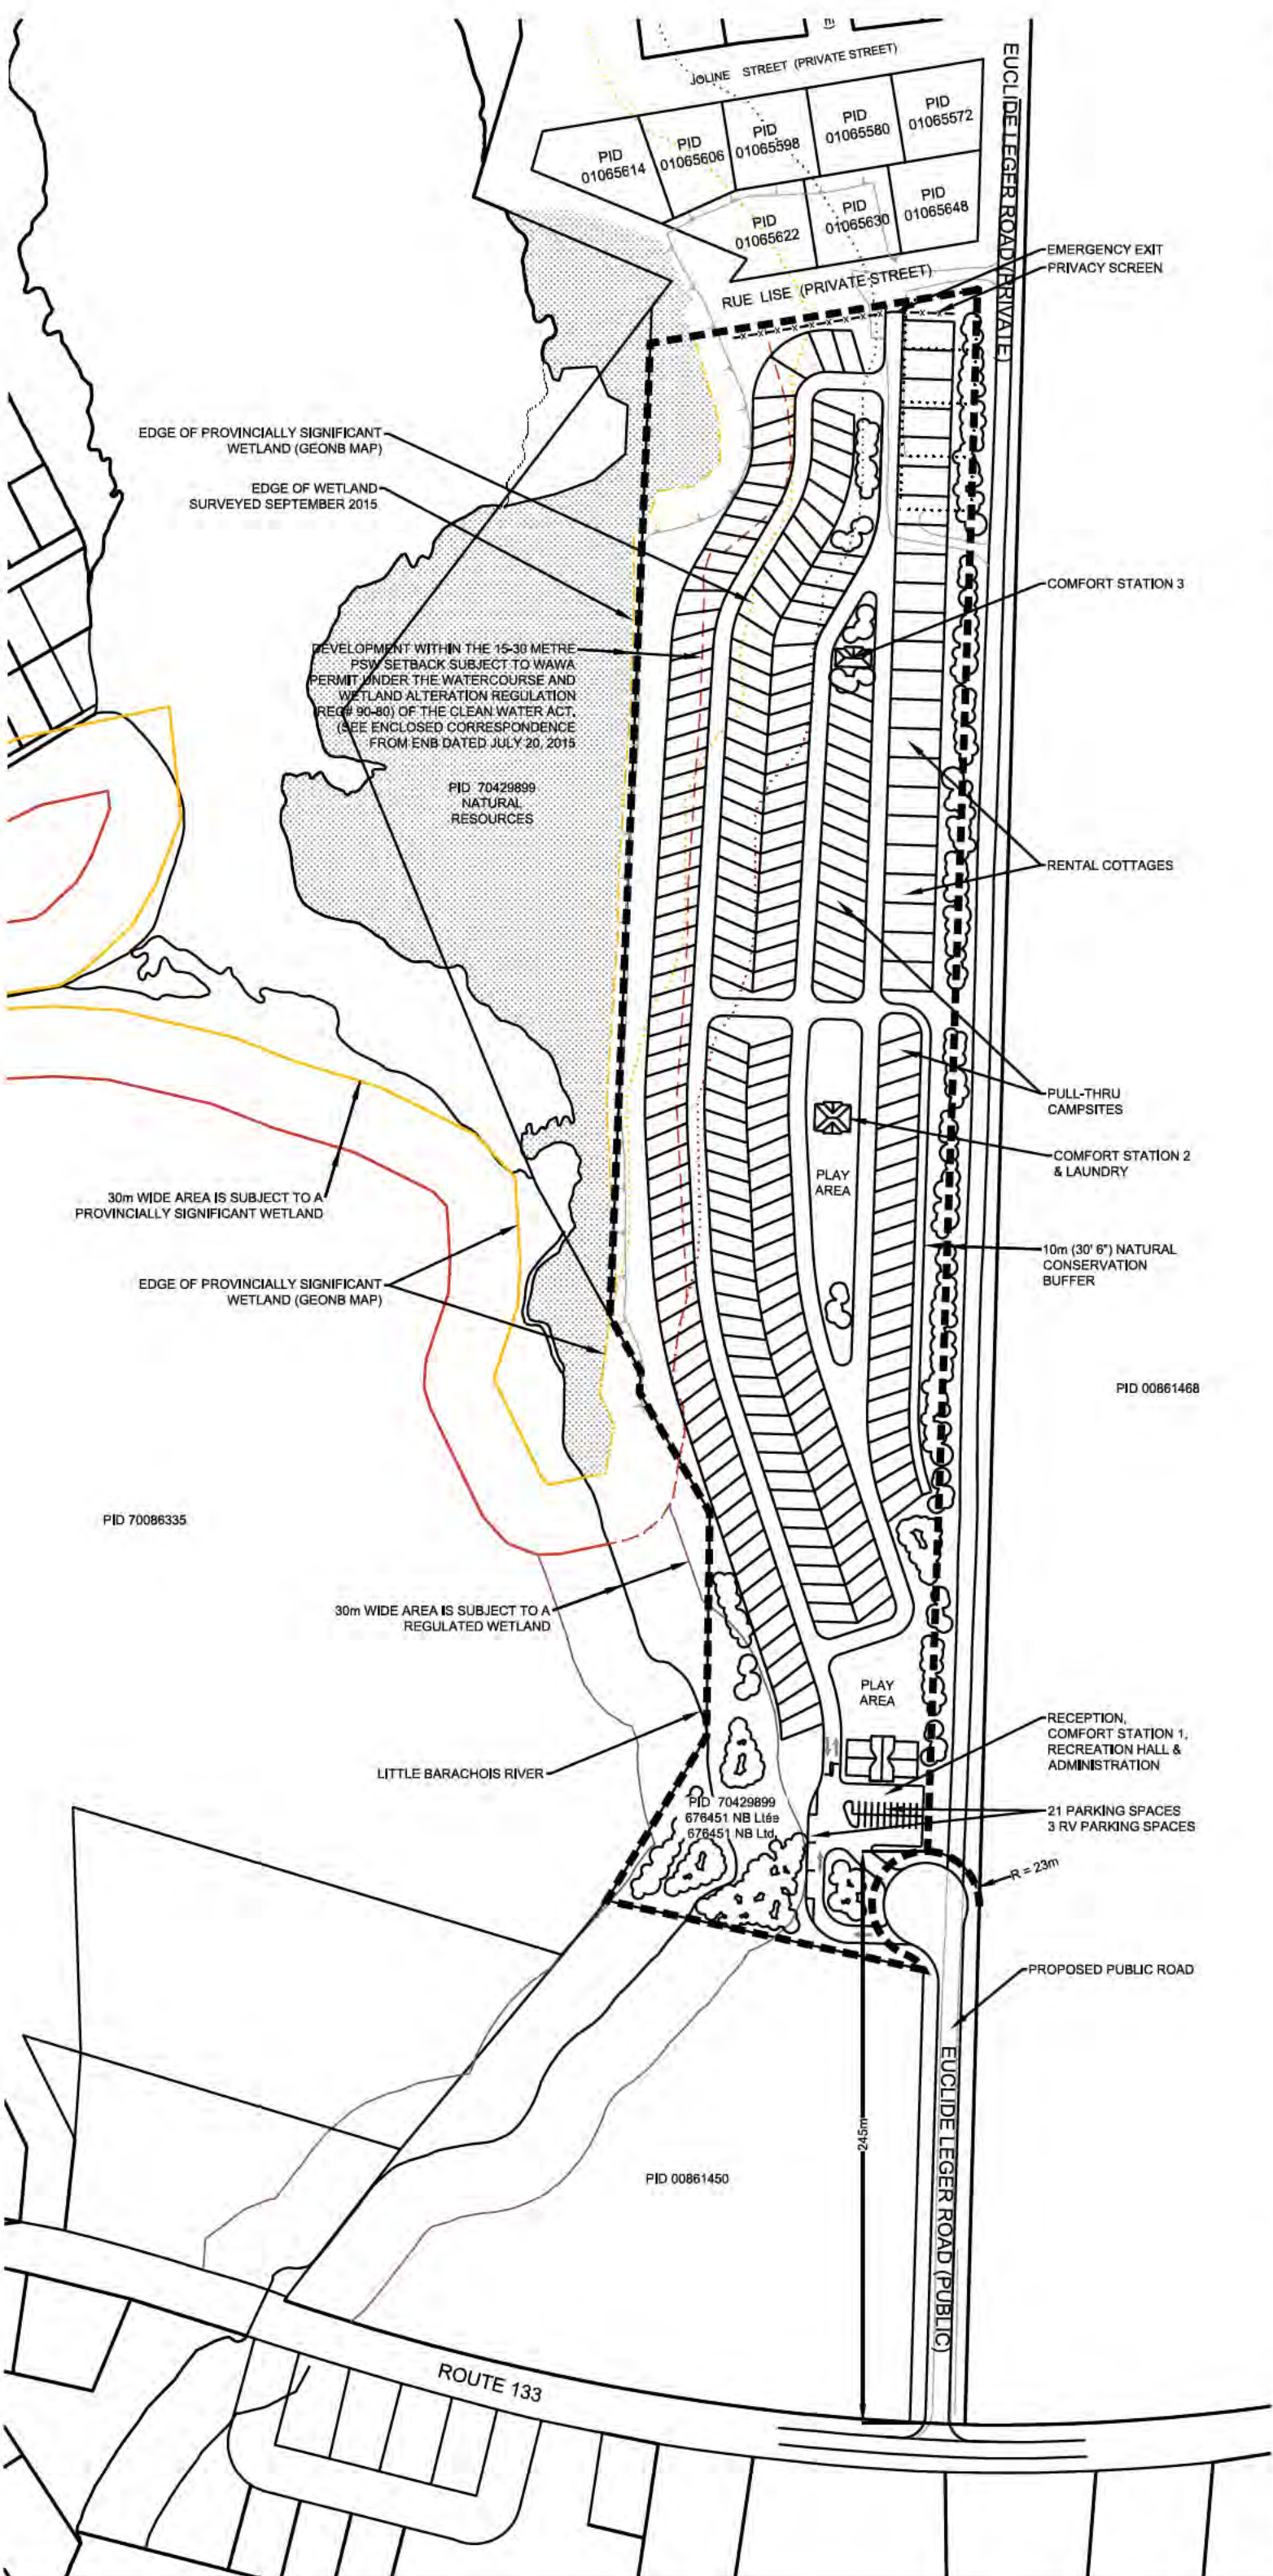 JOLINE STREET (PRIVATE STREET)
EUCLIDE LEGER ROAD (PRIVATE)
PID
01065614
PID
01065606
PID
01065598
PID
01065580
PID
01065572
PID
01065622
PID
01065630
PID
01065648
RUE LISE (PRIVATE STREET)
EMERGENCY EXIT
PRIVACY SCREEN
EDGE OF PROVINCIALLY SIGNIFICANT
WETLAND (GEONB MAP)
EDGE OF WETLAND
SURVEYED SEPTEMBER 2015
COMFORT STATION 3
DEVELOPMENT WITHIN THE 15-30 METRE
PSW SETBACK SUBJECT TO WAWA
PERMIT UNDER THE WATERCOURSE AND
WETLAND ALTERATION REGULATION
REG# 90-80) OF THE CLEAN WATER ACT,
(SEE ENCLOSED CORRESPONDENCE
FROM ENB DATED JULY 20, 2015
PID 70429899
NATURAL
RESOURCES
RENTAL COTTAGES
PULL-THRU
CAMPSITES
COMFORT STATION 2
& LAUNDRY
PLAY
AREA
30m WIDE AREA IS SUBJECT TO A
PROVINCIALLY SIGNIFICANT WETLAND
10m (30' 6") NATURAL
CONSERVATION
BUFFER
EDGE OF PROVINCIALLY SIGNIFICANT
WETLAND (GEONB MAP)
PID 00861468
PID 70086335
30m WIDE AREA IS SUBJECT TO A
REGULATED WETLAND
PLAY
AREA
RECEPTION,
COMFORT STATION 1,
RECREATION HALL &
ADMINISTRATION
LITTLE BARACHOIS RIVER
PID 70429899
676451 NB Ltée
676451 NB Ltd.
21 PARKING SPACES
3 RV PARKING SPACES
R = 23m
PROPOSED PUBLIC ROAD
EUCLIDE LEGER ROAD (PUBLIC)
245m
PID 00861450
ROUTE 133